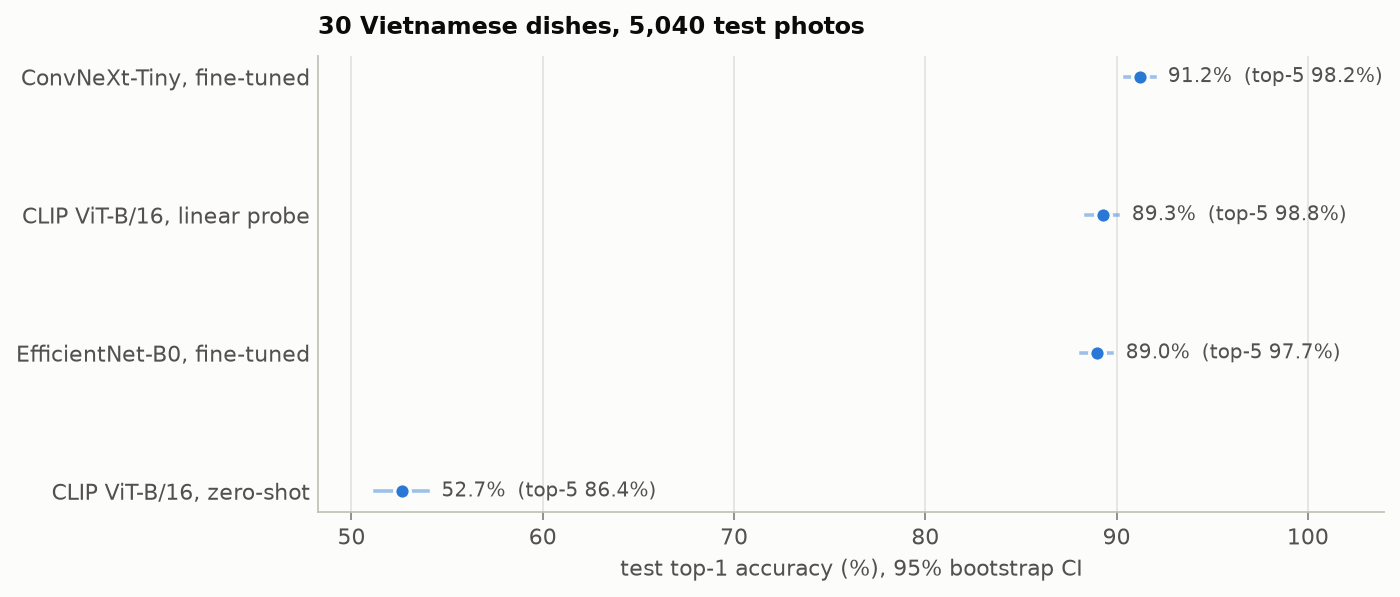 30 Vietnamese dishes, 5,040 test photos
ConvNeXt-Tiny, fine-tuned
91.2% (top-5 98.2%)
CLIP ViT-B/16, linear probe
89.3% (top-5 98.8%)
EfficientNet-B0, fine-tuned
89.0% (top-5 97.7%)
CLIP ViT-B/16, zero-shot
52.7% (top-5 86.4%)
50 60 70 80 90 100
test top-1 accuracy (%), 95% bootstrap CI